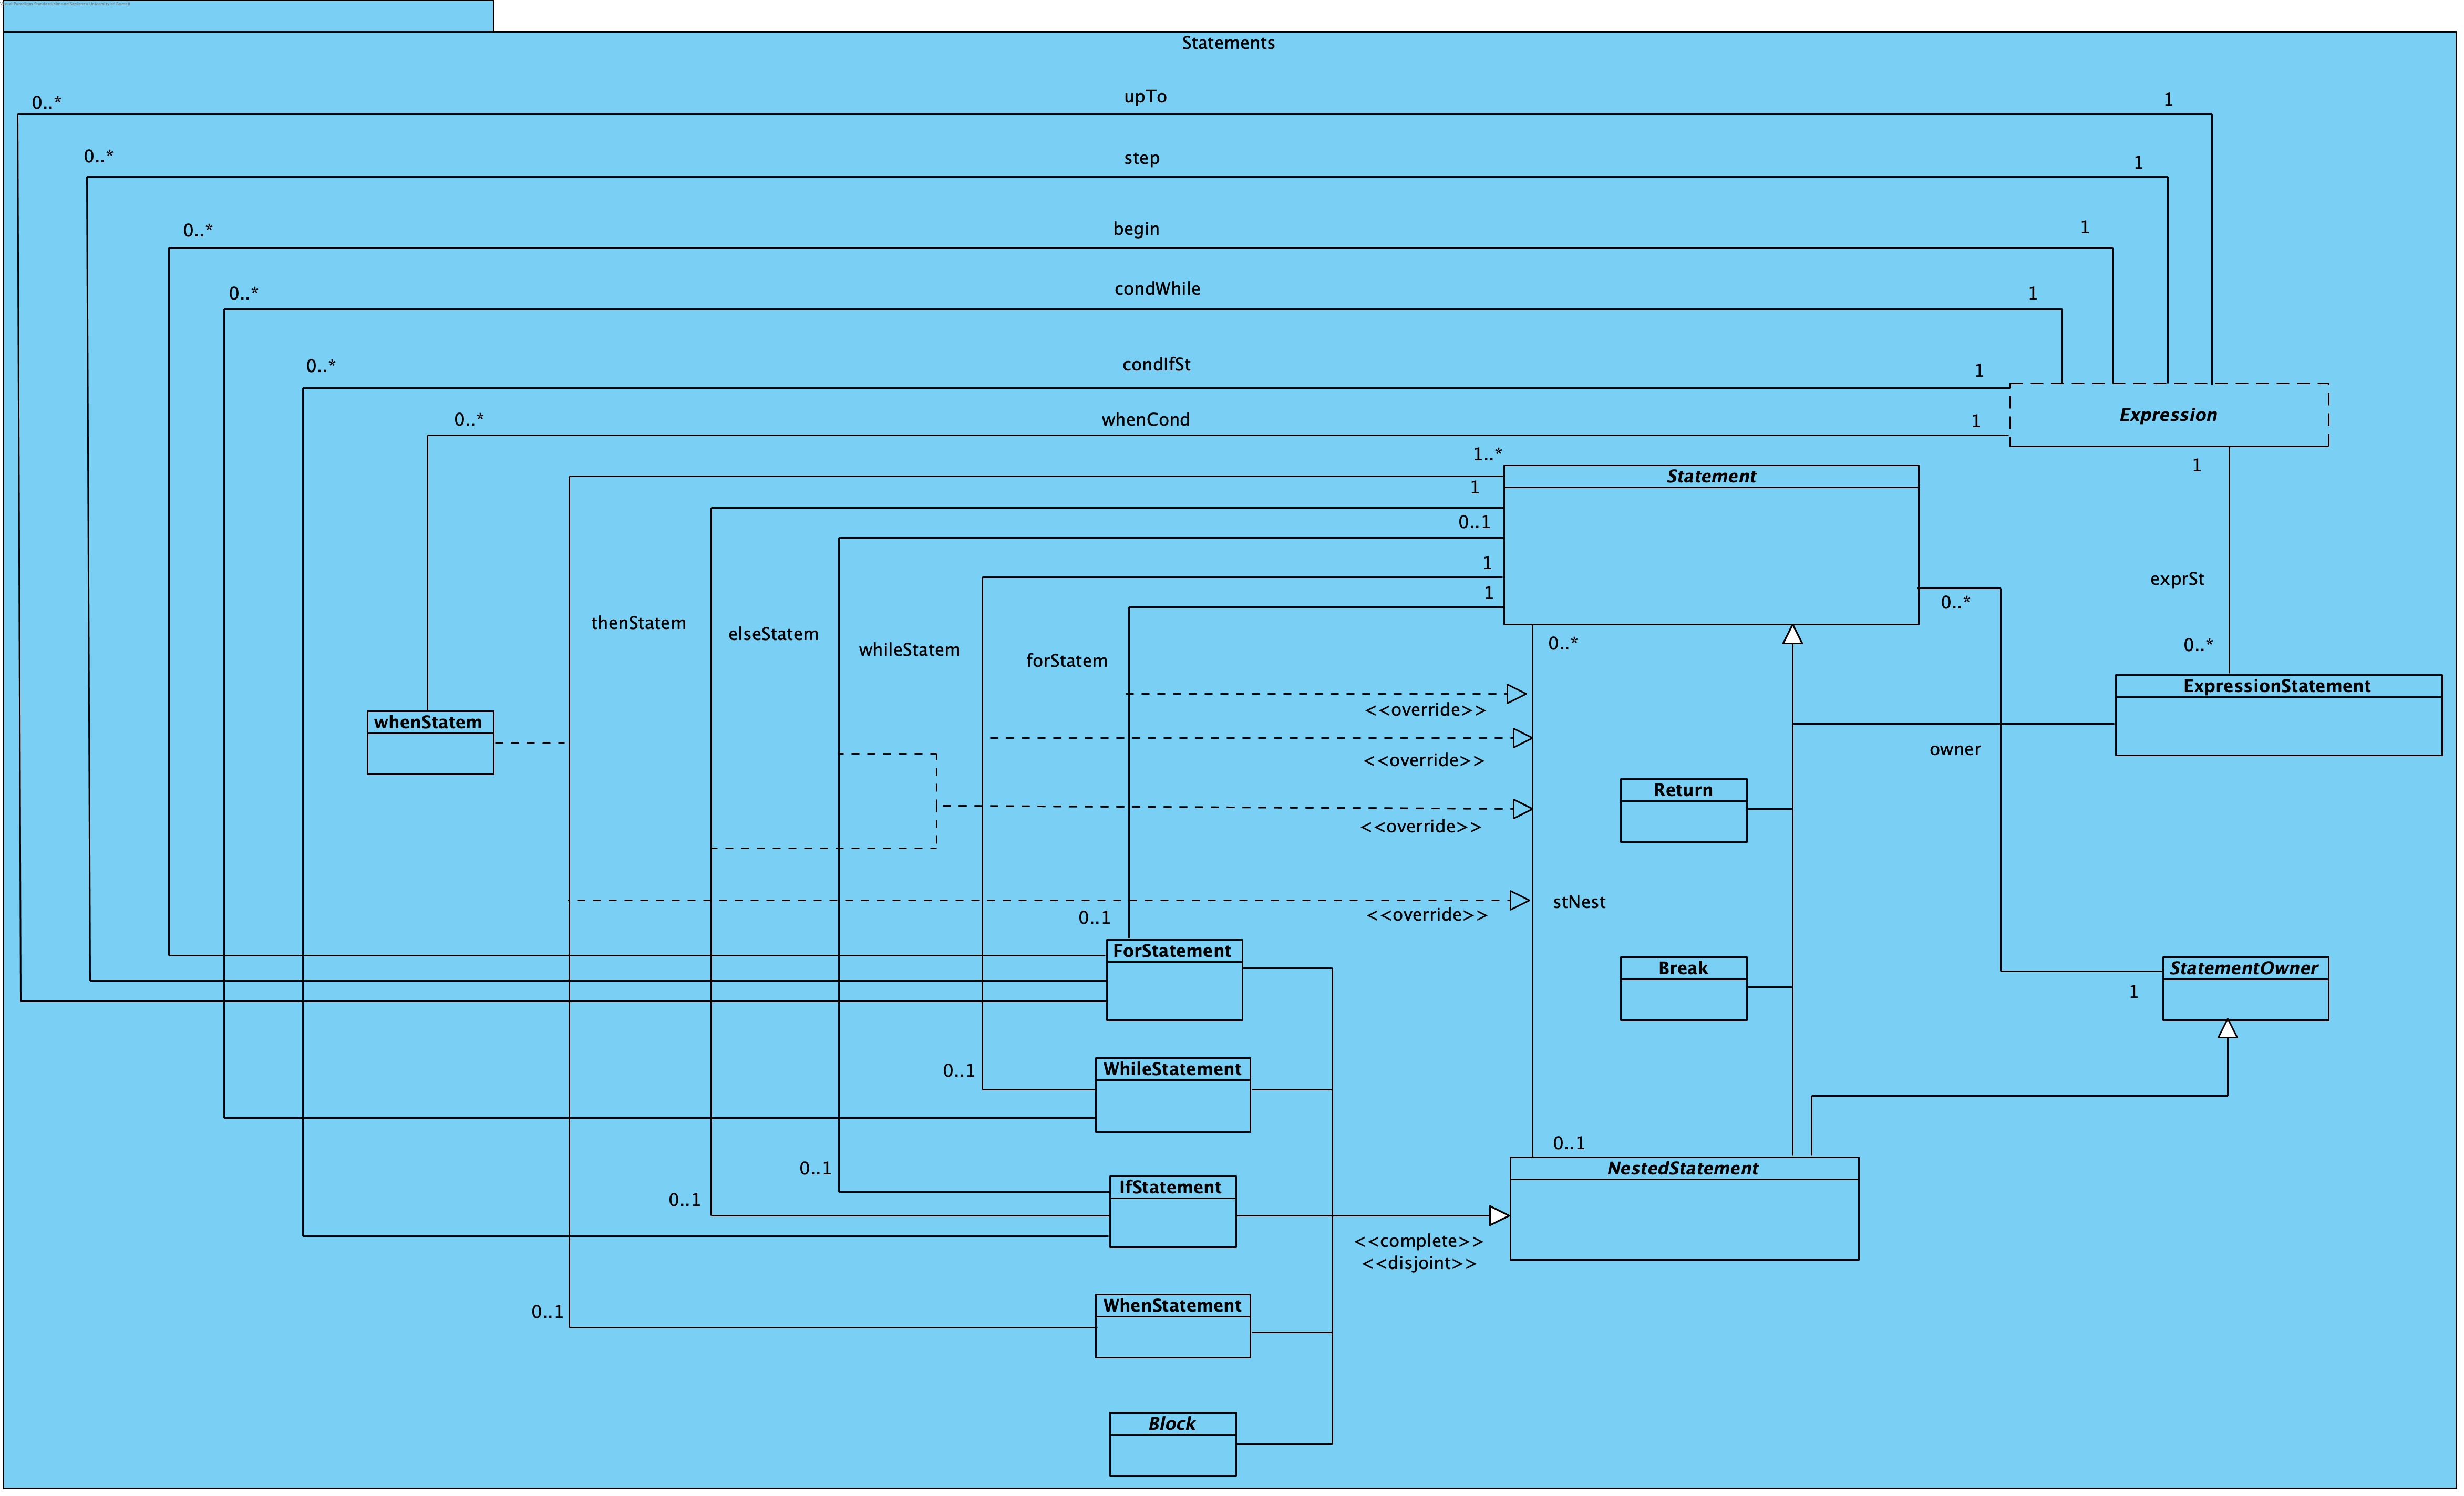 Statements
0..*
upTo
1
0..*
step
1
0..*
begin
1
0..*
condWhile
1
0..*
condIfSt
1
0..*
whenCond
1
Expression
1..*
1
Statement
1
0..1
1
1
exprSt
0..*
thenStatem
elseStatem
whileStatem
forStatem
0..*
0..*
ExpressionStatement
<<override>>
whenStatem
<<override>>
owner
Return
<<override>>
stNest
<<override>>
0..1
ForStatement
Break
StatementOwner
1
0..1
WhileStatement
0..1
0..1
NestedStatement
0..1
IfStatement
<<complete>>
<<disjoint>>
0..1
WhenStatement
Block